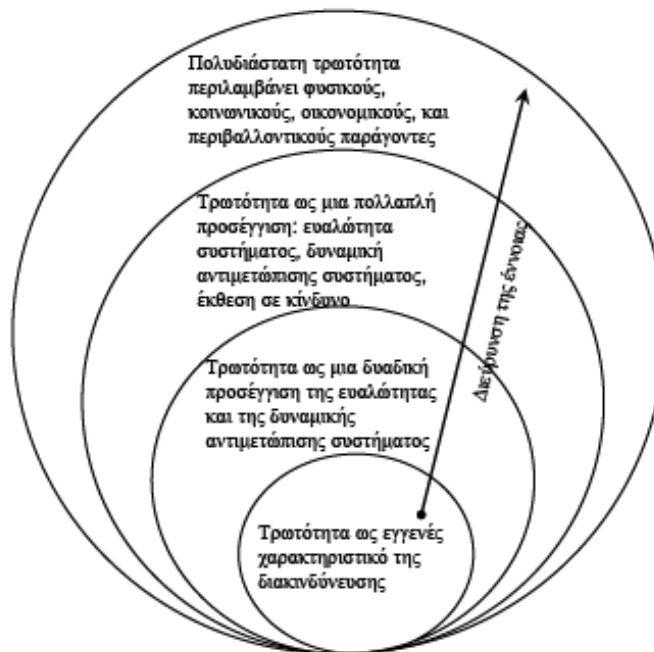 Πολυδιάστατη τρωτότητα
περιλαμβάνει φυσικούς,
κοινωνικούς, οικονομικούς, και
περιβαλλοντικούς παράγοντες
Τρωτότητα ως μια πολλαπλή
προσέγγιση: ευαλώτητα
συστήματος, δυναμική
αντιμετώπισης συστήματος,
έκθεση σε κίνδυνο
Διεύρυνση της έννοιας
Τρωτότητα ως μια δυαδική
προσέγγιση της ευαλώτητας
και της δυναμικής
αντιμετώπισης συστήματος
Τρωτότητα ως εγγενές
χαρακτηριστικό της
διακινδύνευσης